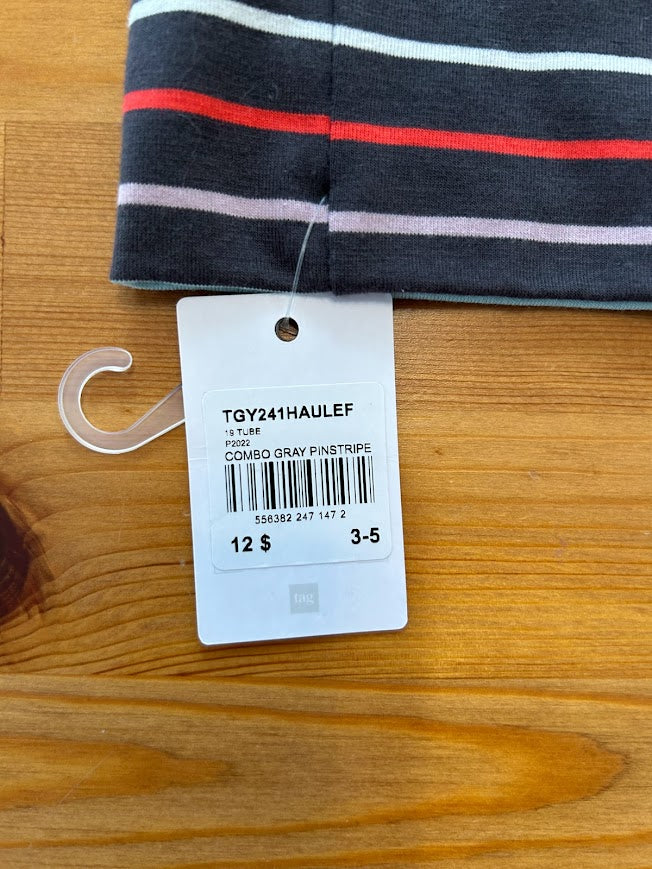 TGY241HAULEF
19 TUBE
P2022
COMBO GRAY PINSTRIPE
556382 247 147 2
12 $ 3-5
tag